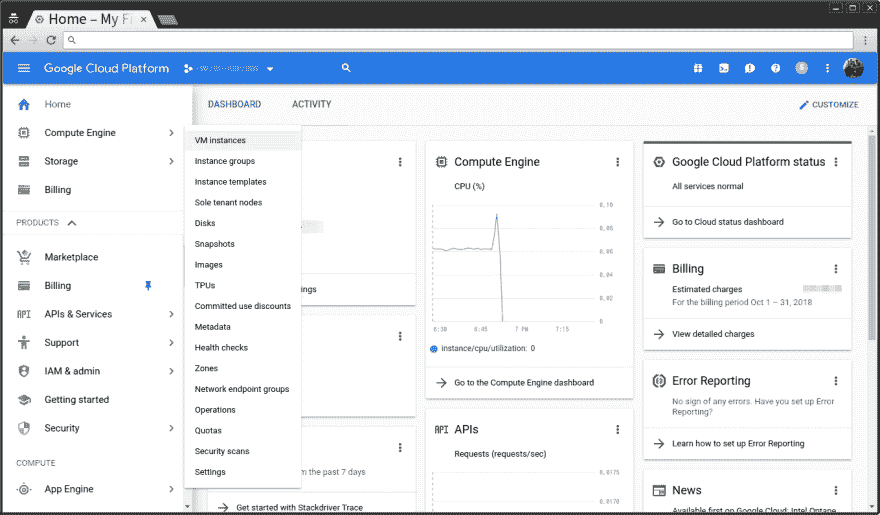 Home – My Fi
Google Cloud Platform
Home
Compute Engine
Storage
Billing
PRODUCTS
Marketplace
Billing
API APIs & Services
Support
IAM & admin
Getting started
Security
COMPUTE
App Engine
VM instances
Instance groups
Instance templates
Sole tenant nodes
Disks
Snapshots
Images
TPUs
Committed use discounts
Metadata
Health checks
Zones
Network endpoint groups
Operations
Quotas
Security scans
Settings
DASHBOARD
ACTIVITY
CUSTOMIZE
ngs
m the past 7 days
Get started with Stackdriver Trace
Compute Engine
CPU (%)
0.10
0.08
0.06
0.04
0.02
0
6:30 6:45 7 PM 7:15
instance/cpu/utilization: 0
Go to the Compute Engine dashboard
API APIs
Requests (requests/sec)
0.0175
0.0170
Google Cloud Platform status
All services normal
Go to Cloud status dashboard
Billing
Estimated charges
For the billing period Oct 1 – 31, 2018
View detailed charges
Error Reporting
No sign of any errors. Have you set up Error
Reporting?
Learn how to set up Error Reporting
News
Available first on Google Cloud: Intel Optane